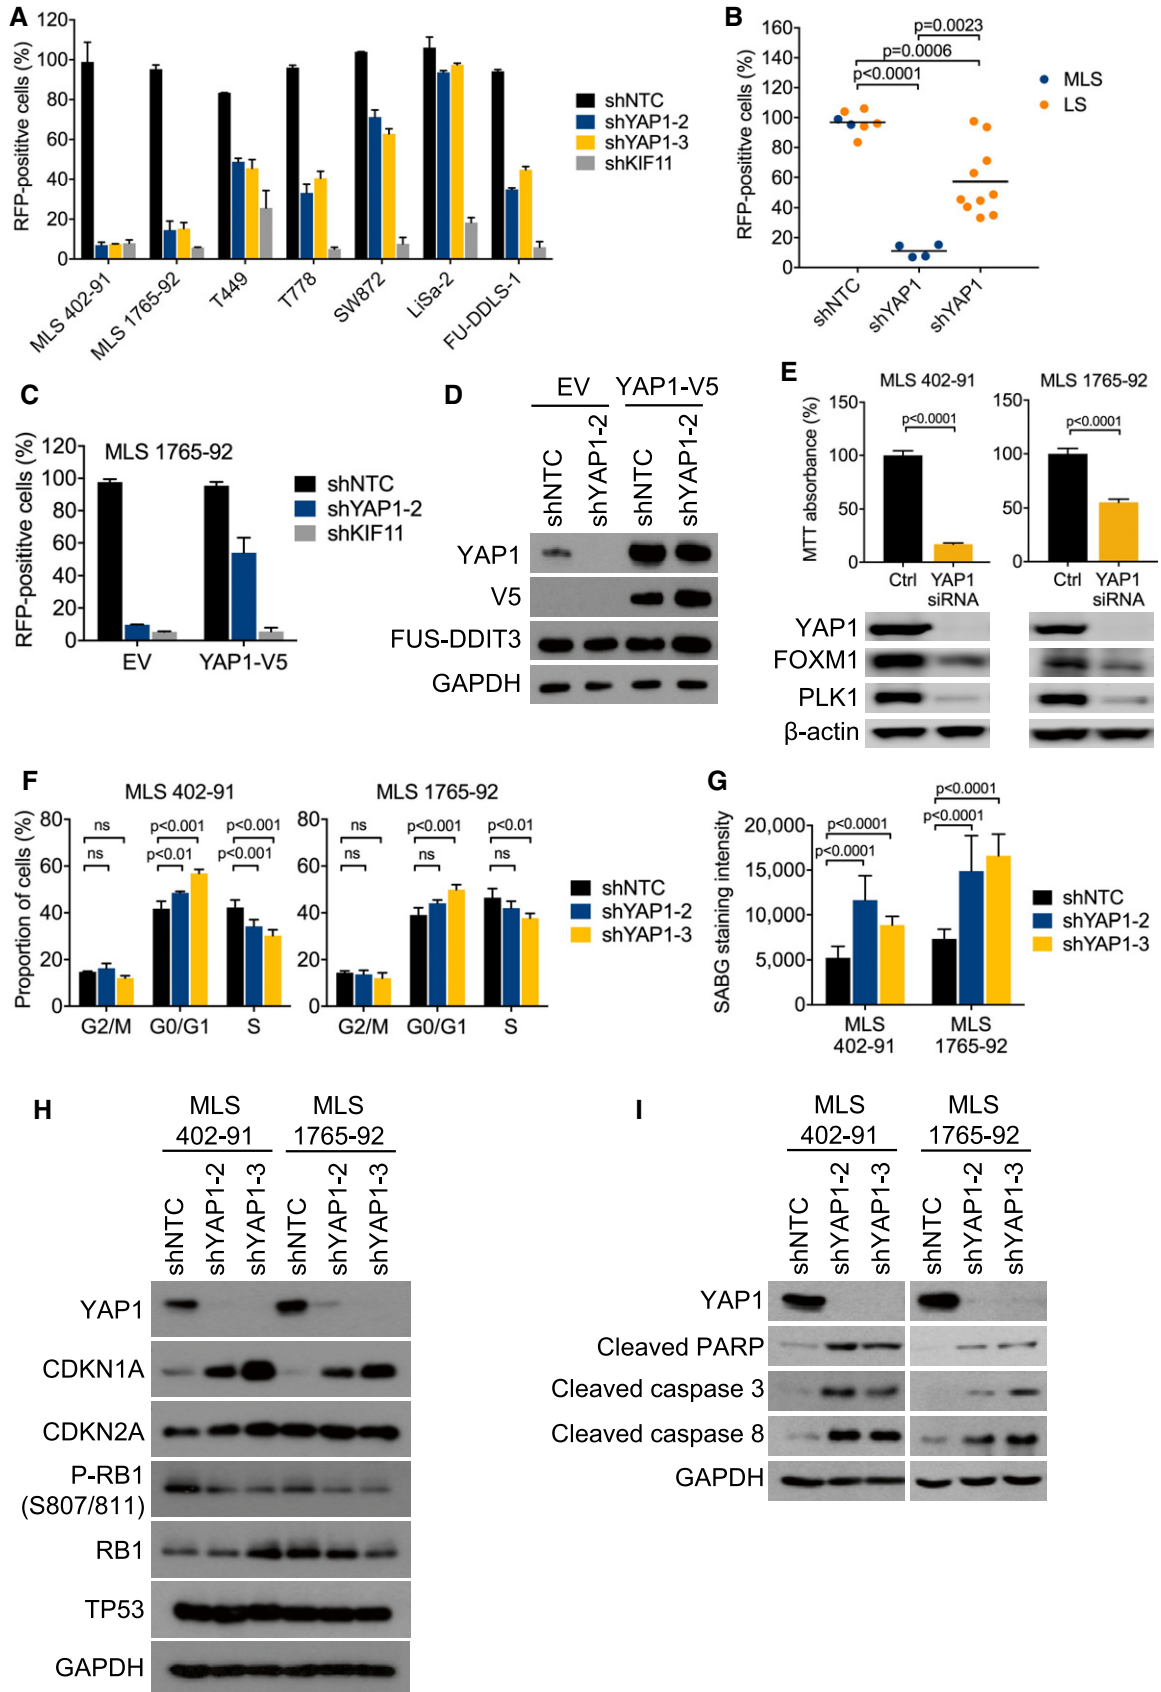 A
RFP-posititve cells (%)
120
100
80
60
40
20
0
MLS 402-91
MLS 1765-92
T449
T778
SW872
LiSa-2
FU-DDLS-1
shNTC
shYAP1-2
shYAP1-3
shKIF11
B
RFP-posititve cells (%)
160
140
120
100
80
60
40
20
0
p=0.0023
p=0.0006
p<0.0001
MLS
LS
shNTC
shYAP1
shYAP1
C
MLS 1765-92
RFP-positive cells (%)
120
100
80
60
40
20
0
EV
YAP1-V5
shNTC
shYAP1-2
shKIF11
D
EV
YAP1-V5
shNTC
shYAP1-2
shNTC
shYAP1-2
YAP1
V5
FUS-DDIT3
GAPDH
E
MLS 402-91
MLS 1765-92
MTT absorbance (%)
150
100
50
0
p<0.0001
Ctrl
YAP1
siRNA
150
100
50
0
p<0.0001
Ctrl
YAP1
siRNA
YAP1
FOXM1
PLK1
β-actin
F
MLS 402-91
MLS 1765-92
Proportion of cells (%)
80
60
40
20
0
ns
ns
p<0.001
p<0.01
p<0.001
p<0.001
G2/M
G0/G1
S
80
60
40
20
0
ns
ns
p<0.001
ns
p<0.01
ns
G2/M
G0/G1
S
shNTC
shYAP1-2
shYAP1-3
G
SABG staining intensity
20,000
15,000
10,000
5,000
0
p<0.0001
p<0.0001
p<0.0001
p<0.0001
MLS
402-91
MLS
1765-92
shNTC
shYAP1-2
shYAP1-3
H
MLS
402-91
MLS
1765-92
shNTC
shYAP1-2
shYAP1-3
shNTC
shYAP1-2
shYAP1-3
YAP1
CDKN1A
CDKN2A
P-RB1
(S807/811)
RB1
TP53
GAPDH
I
MLS
402-91
MLS
1765-92
shNTC
shYAP1-2
shYAP1-3
shNTC
shYAP1-2
shYAP1-3
YAP1
Cleaved PARP
Cleaved caspase 3
Cleaved caspase 8
GAPDH